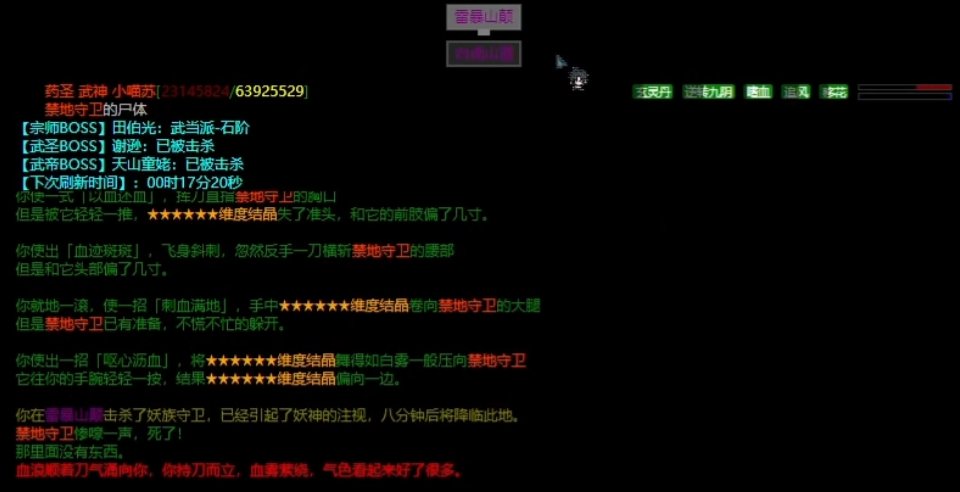 雷暴山颠
白虎山麓
药圣 武神 小喵苏[23145824/63925529]
玄灵丹 逆转九阴 嗜血 追风 移花
禁地守卫的尸体
【宗师BOSS】田伯光：武当派-石阶
【武圣BOSS】谢逊：已被击杀
【武帝BOSS】天山童姥：已被击杀
【下次刷新时间】：00时17分20秒
你使一式「以血还血」，挥刀直指禁地守卫的胸口
但是被它轻轻一推，★★★★★★维度结晶失了准头，和它的前胶偏了几寸。
你使出「血迹斑斑」，飞身斜刺，忽然反手一刀横斩禁地守卫的腰部
但是和它头部偏了几寸。
你就地一滚，使一招「刺血满地」，手中★★★★★★维度结晶卷向禁地守卫的大腿
但是禁地守卫已有准备，不慌不忙的躲开。
你使出一招「呕心沥血」，将★★★★★★维度结晶舞得如白雾一般压向禁地守卫
它往你的手腕轻轻一按，结果★★★★★★维度结晶偏向一边。
你在雷暴山颠击杀了妖族守卫，已经引起了妖神的注视，八分钟后将降临此地。
禁地守卫惨嚎一声，死了！
那里面没有东西。
血浪顺着刀气涌向你，你持刀而立，血雾萦绕，气色看起来好了很多。